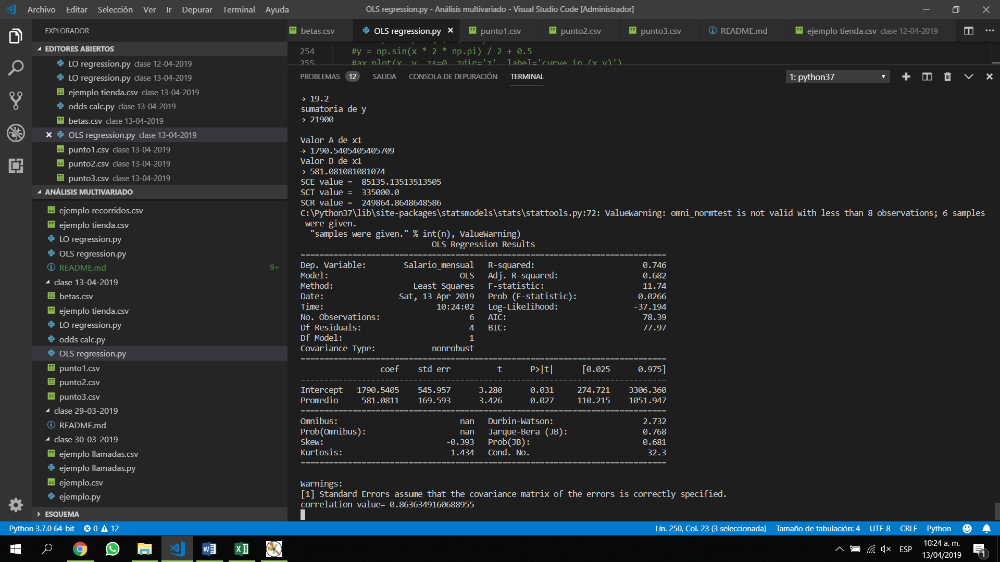 Archivo Editar Selección Ver Ir Depurar Terminal Ayuda
OLS regression.py - Análisis multivariado - Visual Studio Code [Administrador]
EXPLORADOR
EDITORES ABIERTOS
LO regression.py clase 12-04-2019
LO regression.py clase 13-04-2019
ejemplo tienda.csv clase 13-04-2019
odds calc.py clase 13-04-2019
betas.csv clase 13-04-2019
OLS regression.py clase 13-04-2019
punto1.csv clase 13-04-2019
punto2.csv clase 13-04-2019
punto3.csv clase 13-04-2019
ANÁLISIS MULTIVARIADO
ejemplo recorridos.csv
ejemplo tienda.csv
LO regression.py
OLS regression.py
README.md 9+
clase 13-04-2019
betas.csv
ejemplo tienda.csv
LO regression.py
odds calc.py
OLS regression.py
punto1.csv
punto2.csv
punto3.csv
clase 29-03-2019
README.md
clase 30-03-2019
ejemplo llamadas.csv
ejemplo llamadas.py
ejemplo.csv
ejemplo.py
ESQUEMA
betas.csv OLS regression.py punto1.csv punto2.csv punto3.csv README.md ejemplo tienda.csv clase 12-04-2019
254 #y = np.sin(x * 2 * np.pi) / 2 + 0.5
255 #ax.plot(x, y, zs=0, zdir='z', label='curve in (x,y)')
PROBLEMAS 12 SALIDA CONSOLA DE DEPURACIÓN TERMINAL 1: python37
→ 19.2
sumatoria de y
→ 21900
Valor A de x1
→ 1790.5405405405709
Valor B de x1
→ 581.081081081074
SCE value =  85135.13513513505
SCT value =  335000.0
SCR value =  249864.8648648586
C:\Python37\lib\site-packages\statsmodels\stats\stattools.py:72: ValueWarning: omni_normtest is not valid with less than 8 observations; 6 samples
were given.
"samples were given." % int(n), ValueWarning)
OLS Regression Results
==============================================================================
Dep. Variable: Salario_mensual R-squared: 0.746
Model: OLS Adj. R-squared: 0.682
Method: Least Squares F-statistic: 11.74
Date: Sat, 13 Apr 2019 Prob (F-statistic): 0.0266
Time: 10:24:02 Log-Likelihood: -37.194
No. Observations: 6 AIC: 78.39
Df Residuals: 4 BIC: 77.97
Df Model: 1
Covariance Type: nonrobust
==============================================================================
coef std err t P>|t| [0.025 0.975]
------------------------------------------------------------------------------
Intercept 1790.5405 545.957 3.280 0.031 274.721 3306.360
Promedio 581.0811 169.593 3.426 0.027 110.215 1051.947
==============================================================================
Omnibus: nan Durbin-Watson: 2.732
Prob(Omnibus): nan Jarque-Bera (JB): 0.768
Skew: -0.393 Prob(JB): 0.681
Kurtosis: 1.434 Cond. No. 32.3
==============================================================================
Warnings:
[1] Standard Errors assume that the covariance matrix of the errors is correctly specified.
correlation value= 0.8636349160688955
Python 3.7.0 64-bit 0 12 Lín. 250, Col. 23 (3 seleccionada) Tamaño de tabulación: 4 UTF-8 CRLF Python
ESP
10:24 a. m.
13/04/2019
1